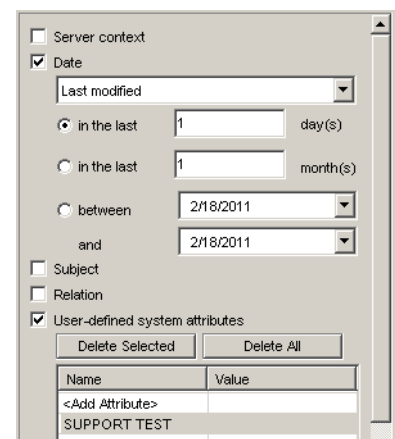 Server context
Date
Last modified
in the last 1 day(s)
in the last 1 month(s)
between 2/18/2011
and 2/18/2011
Subject
Relation
User-defined system attributes
Delete Selected Delete All
Name Value
<Add Attribute>
SUPPORT TEST